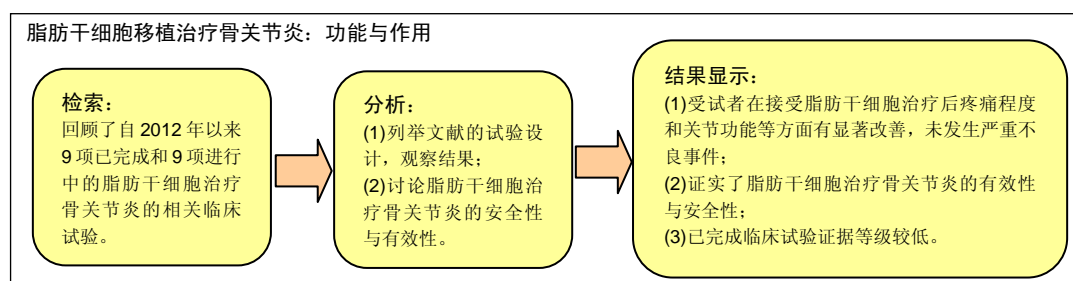 脂肪干细胞移植治疗骨关节炎：功能与作用
检索：
回顾了自 2012 年以来
9 项已完成和 9 项进行
中的脂肪干细胞治疗
骨关节炎的相关临床
试验。
分析：
(1)列举文献的试验设
计，观察结果；
(2)讨论脂肪干细胞治
疗骨关节炎的安全性
与有效性。
结果显示：
(1)受试者在接受脂肪干细胞治疗后疼痛程度
和关节功能等方面有显著改善，未发生严重不
良事件；
(2)证实了脂肪干细胞治疗骨关节炎的有效性
与安全性；
(3)已完成临床试验证据等级较低。